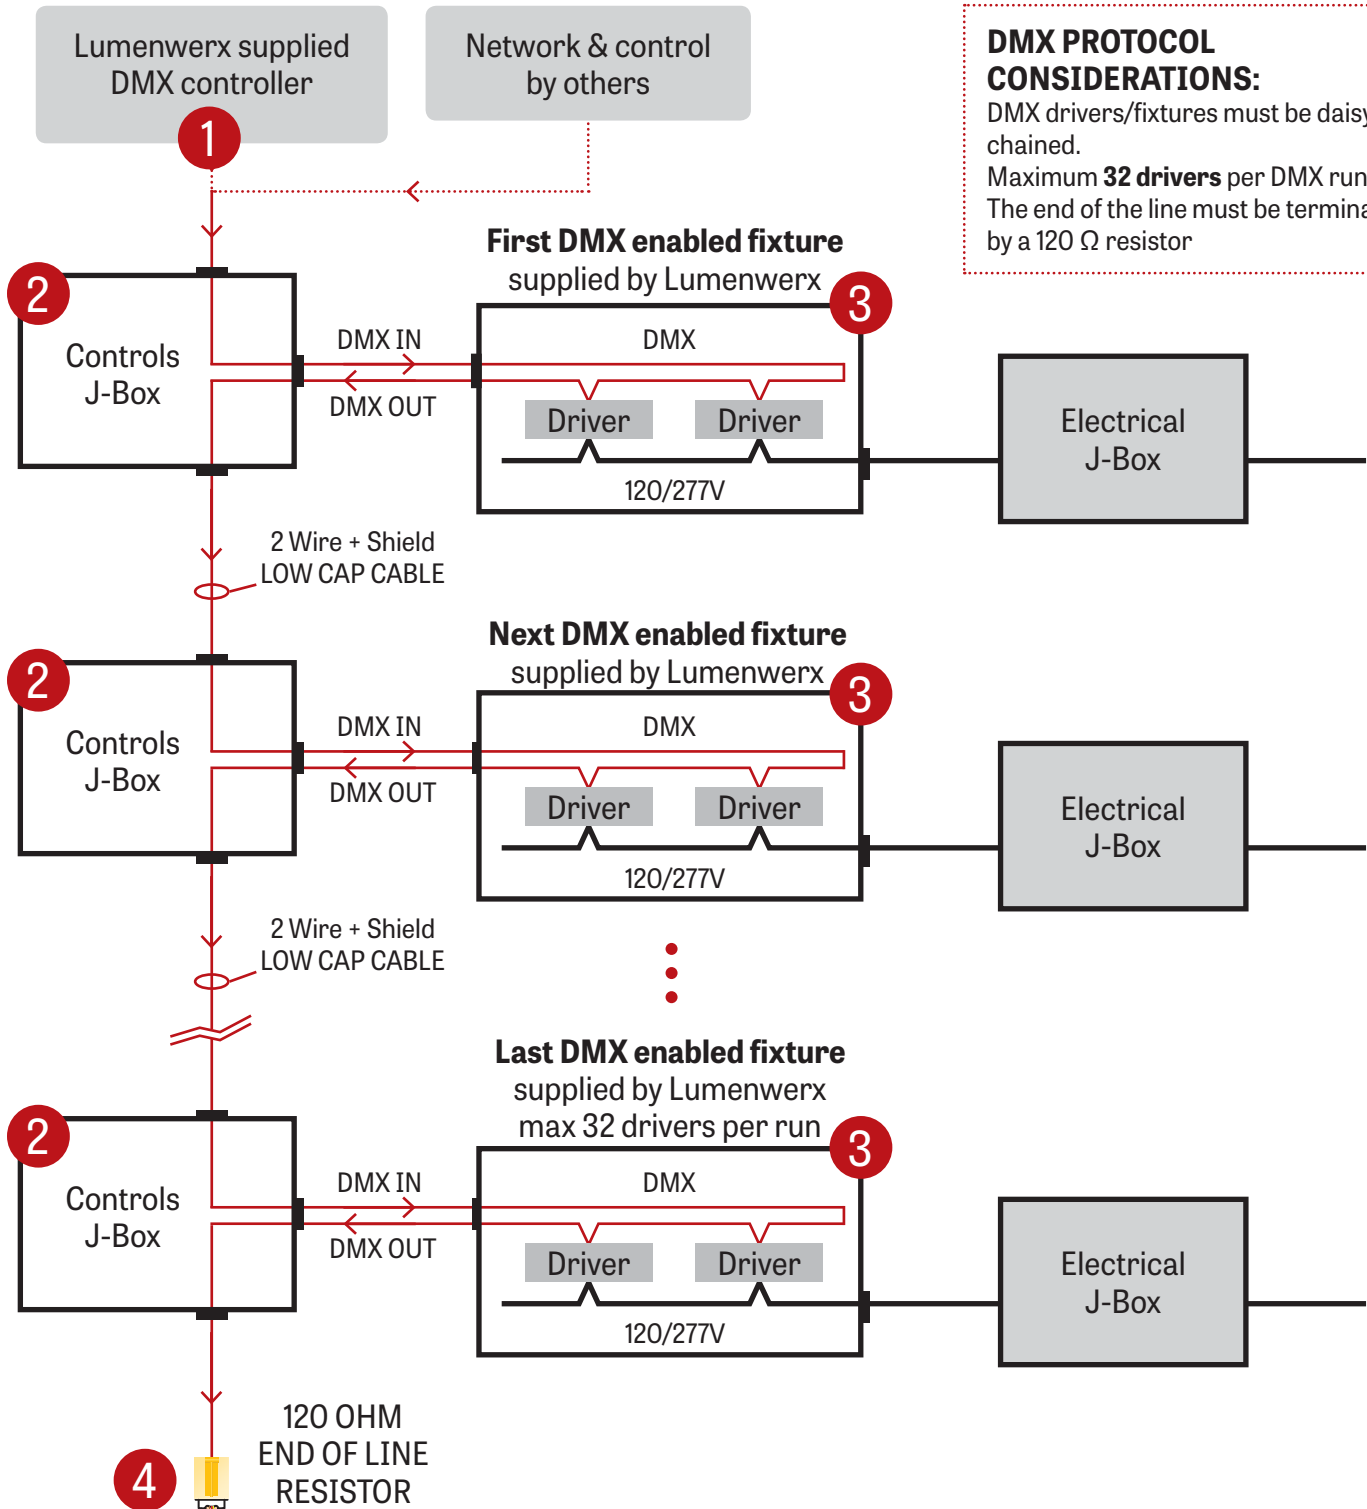 Lumenwerx supplied
DMX controller
1
Network & control
by others
DMX PROTOCOL
CONSIDERATIONS:
DMX drivers/fixtures must be daisy
chained.
Maximum 32 drivers per DMX run
The end of the line must be
by a 120 Ω resistor
First DMX enabled fixture
supplied by Lumenwerx
2
Controls
J-Box
DMX IN
DMX OUT
3
DMX
Driver
Driver
120/277V
Electrical
J-Box
2 Wire + Shield
LOW CAP CABLE
Next DMX enabled fixture
supplied by Lumenwerx
2
Controls
J-Box
DMX IN
DMX OUT
3
DMX
Driver
Driver
120/277V
Electrical
J-Box
2 Wire + Shield
LOW CAP CABLE
Last DMX enabled fixture
supplied by Lumenwerx
max 32 drivers per run
2
Controls
J-Box
DMX IN
DMX OUT
3
DMX
Driver
Driver
120/277V
Electrical
J-Box
4
120 OHM
END OF LINE
RESISTOR